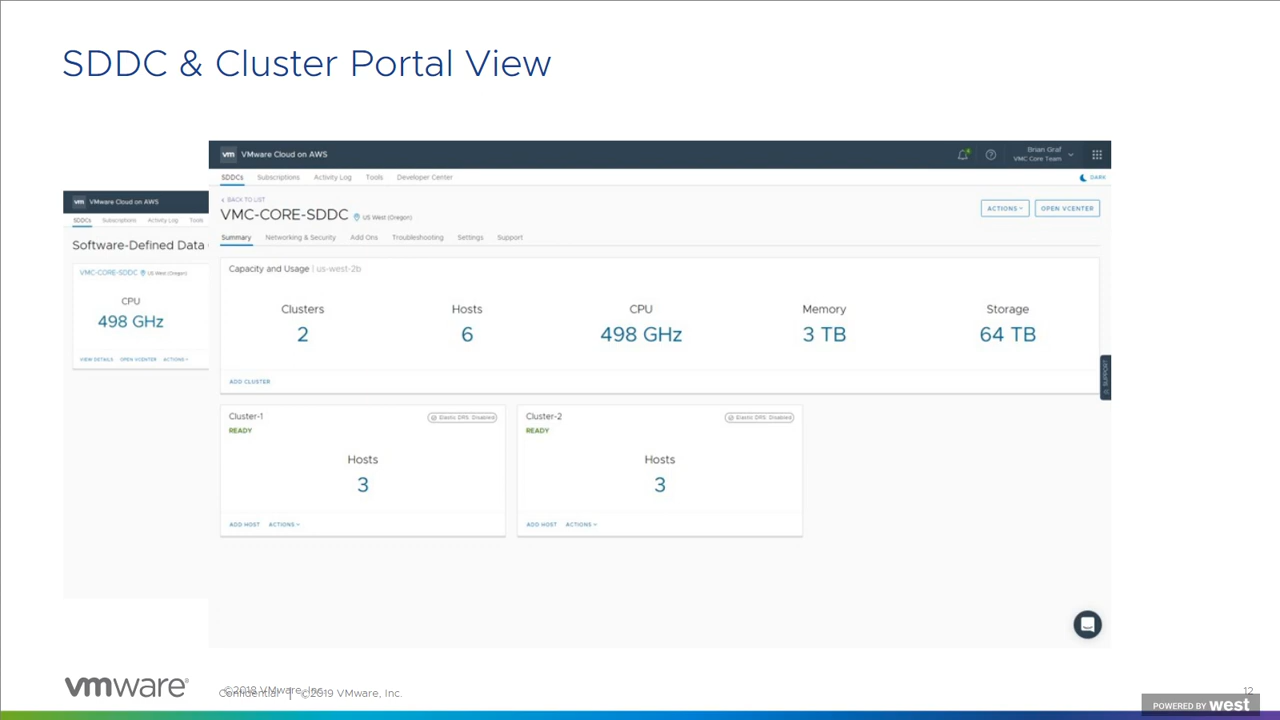 SDDC & Cluster Portal View
vm VMware Cloud on AWS
SDDCs Subscriptions Activity Log Tools
Software-Defined Data
VMC-CORE-SDDC US West (Oregon)
CPU
498 GHz
VIEW DETAILS OPEN VCENTER ACTIONS
vm VMware Cloud on AWS
Brian Graf
VMC Core Team
SDDCs Subscriptions Activity Log Tools Developer Center
DARK
BACK TO LIST
VMC-CORE-SDDC US West (Oregon)
ACTIONS OPEN VCENTER
Summary Networking & Security Add Ons Troubleshooting Settings Support
Capacity and Usage | us-west-2b
Clusters Hosts CPU Memory Storage
2 6 498 GHz 3 TB 64 TB
ADD CLUSTER
SUPPORT
Cluster-1 Elastic DRS: Disabled
READY
Hosts
3
ADD HOST ACTIONS
Cluster-2 Elastic DRS: Disabled
READY
Hosts
3
ADD HOST ACTIONS
vmware
©2019 VMware, Inc.
Confidential | ©2019 VMware, Inc.
12
POWERED BY west